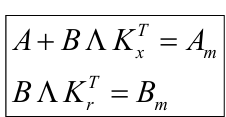 A + B Λ K_x^T = A_m
B Λ K_r^T = B_m